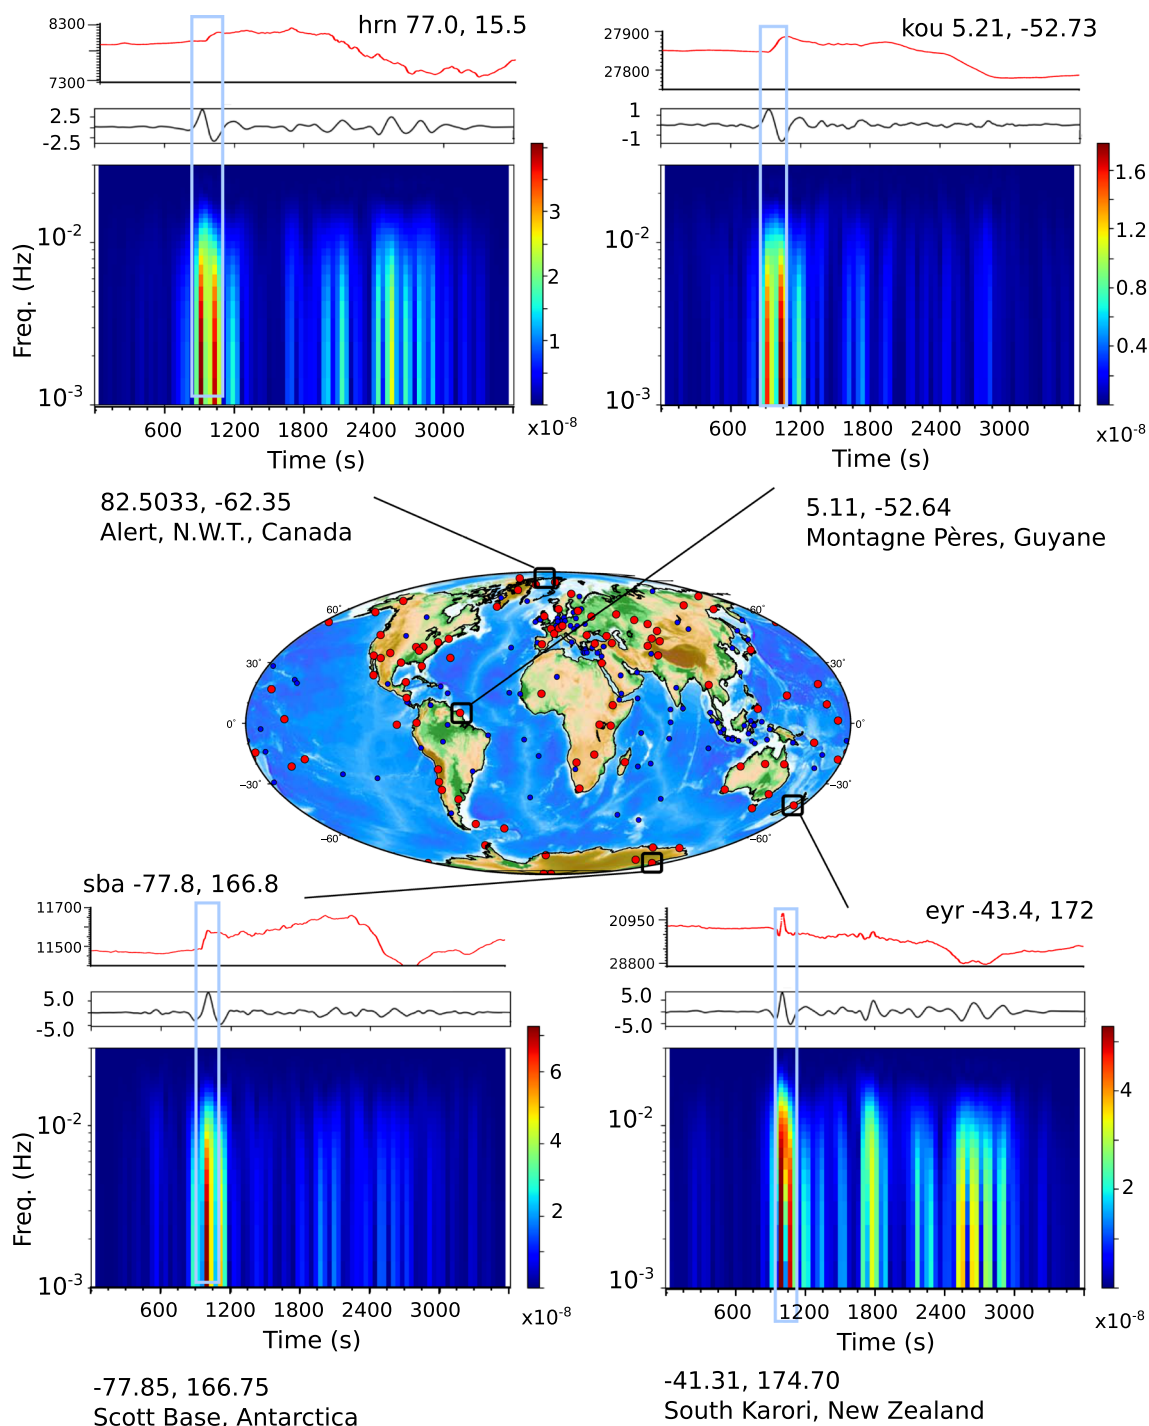 hrn 77.0, 15.5
8300
7300
2.5
-2.5
Freq. (Hz)
10-2
10-3
3
2
1
x10-8
600 1200 1800 2400 3000
Time (s)
kou 5.21, -52.73
27900
27800
1
-1
10-2
10-3
1.6
1.2
0.8
0.4
x10-8
600 1200 1800 2400 3000
Time (s)
82.5033, -62.35
Alert, N.W.T., Canada
5.11, -52.64
Montagne Pères, Guyane
60° 60°
30° 30°
0° 0°
−30° −30°
−60° −60°
sba -77.8, 166.8
11700
11500
5.0
-5.0
Freq. (Hz)
10-2
10-3
6
4
2
x10-8
600 1200 1800 2400 3000
Time (s)
eyr -43.4, 172
20950
28800
5.0
-5.0
10-2
10-3
4
2
x10-8
600 1200 1800 2400 3000
Time (s)
-77.85, 166.75
Scott Base, Antarctica
-41.31, 174.70
South Karori, New Zealand